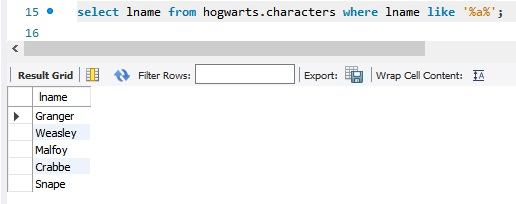 15 select lname from hogwarts.characters where lname like '%a%';
16
Result Grid Filter Rows: Export: Wrap Cell Content: IA
lname
Granger
Weasley
Malfoy
Crabbe
Snape